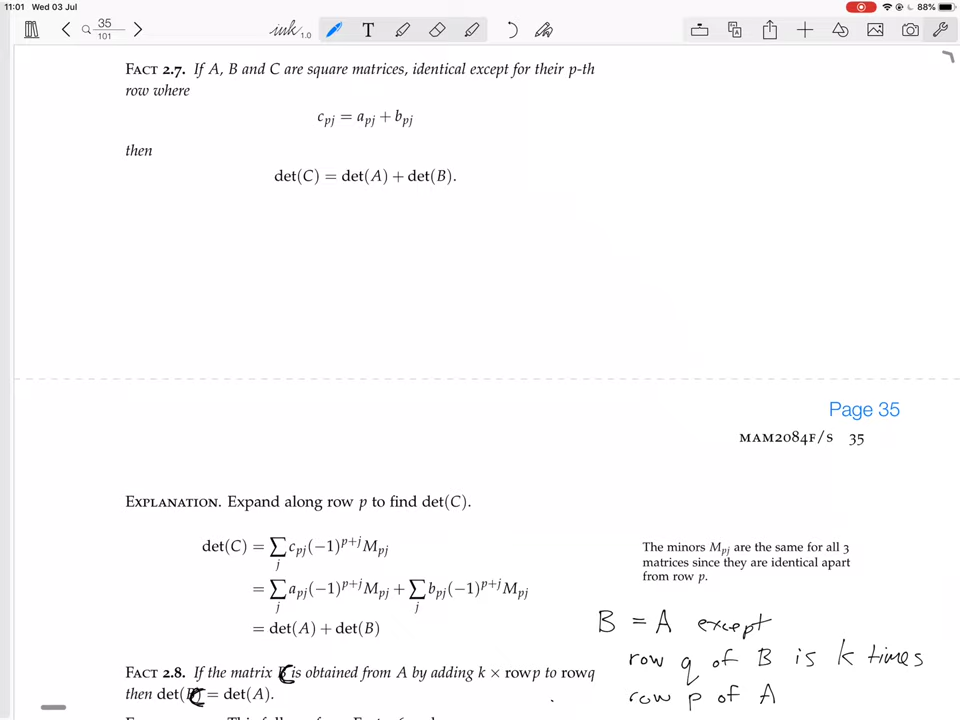 11:01 Wed 03 Jul
88%
35
101
ink 1.0
T
FACT 2.7. If A, B and C are square matrices, identical except for their p-th
row where
c_{pj} = a_{pj} + b_{pj}
then
det(C) = det(A) + det(B).
Page 35
MAM2084F/S 35
EXPLANATION. Expand along row p to find det(C).
det(C) = ∑_j c_{pj}(−1)^{p+j} M_{pj}
= ∑_j a_{pj}(−1)^{p+j} M_{pj} + ∑_j b_{pj}(−1)^{p+j} M_{pj}
= det(A) + det(B)
The minors M_{pj} are the same for all 3
matrices since they are identical apart
from row p.
B = A except
row q of B is k times
row p of A
FACT 2.8. If the matrix C is obtained from A by adding k × rowp to rowq
then det(C) = det(A).